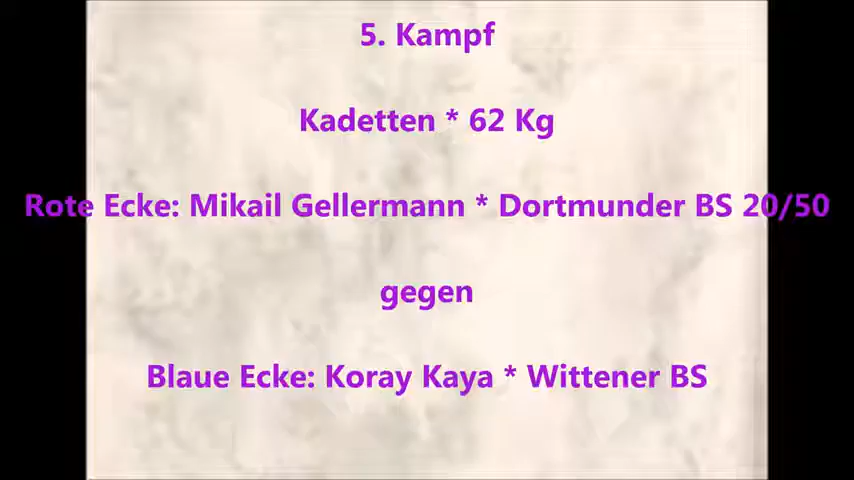 5. Kampf
Kadetten * 62 Kg
Rote Ecke: Mikail Gellermann * Dortmunder BS 20/50
gegen
Blaue Ecke: Koray Kaya * Wittener BS